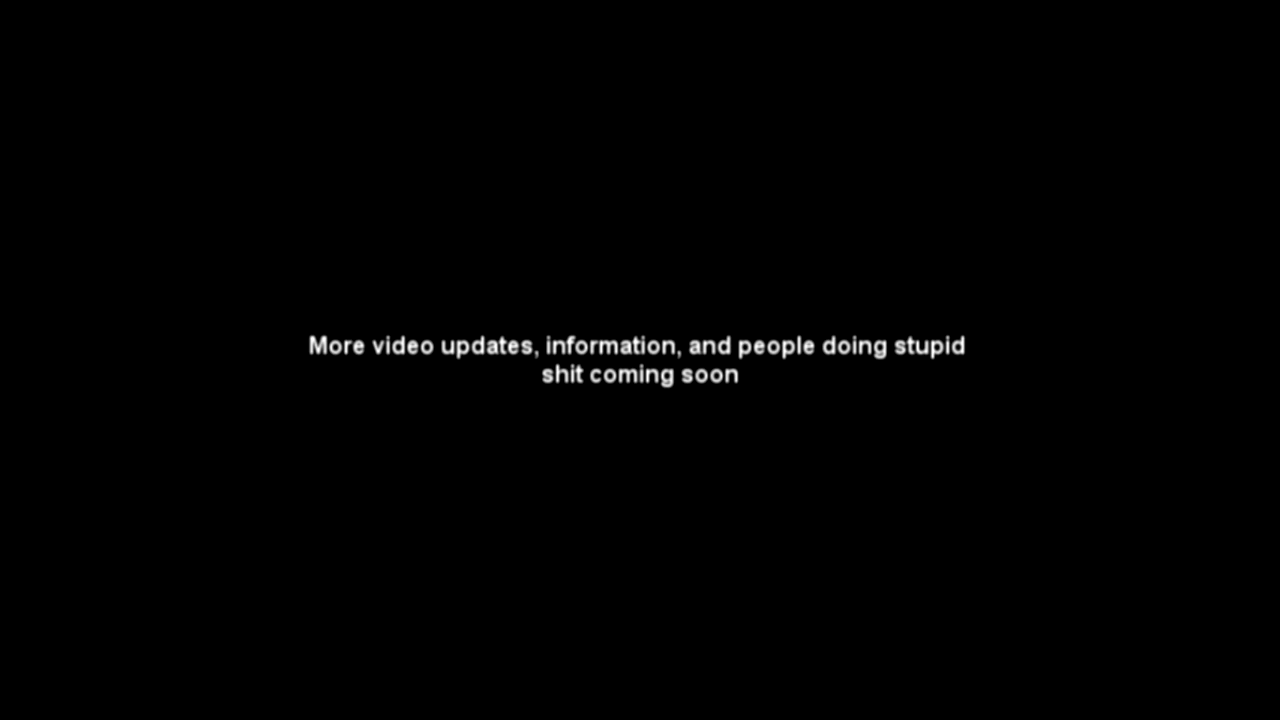 More video updates, information, and people doing stupid
shit coming soon